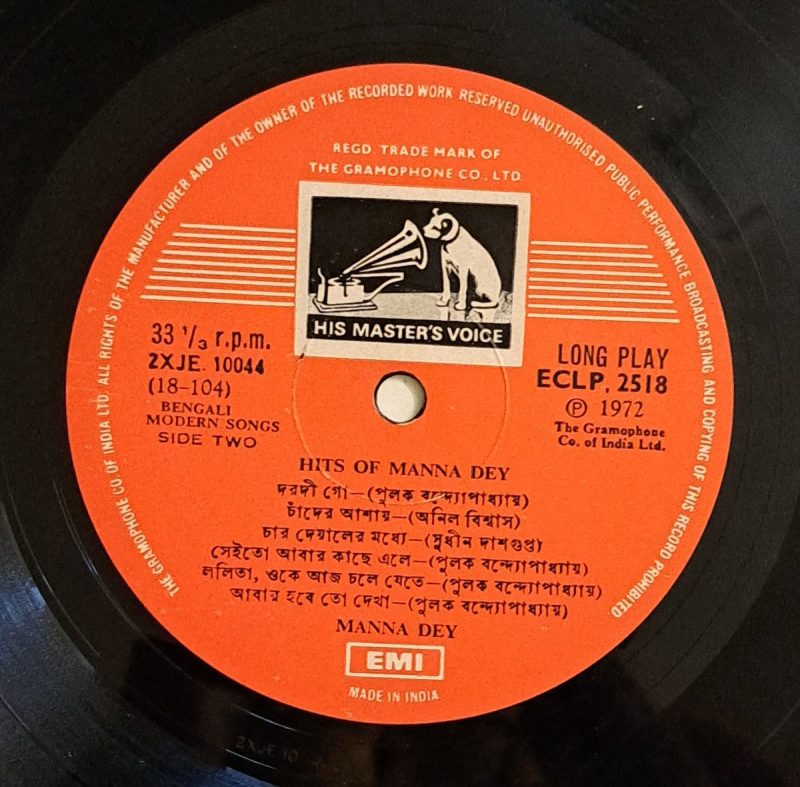 THE GRAMOPHONE CO. OF INDIA LTD. ALL RIGHTS OF THE MANUFACTURER AND OF THE OWNER OF THE RECORDED WORK RESERVED UNAUTHORISED PUBLIC PERFORMANCE BROADCASTING AND COPYING OF THIS RECORD PROHIBITED.
REGD. TRADE MARK OF
THE GRAMOPHONE CO., LTD.
HIS MASTER'S VOICE
33 1/3 r.p.m.
2XJE. 10044
(18-104)
BENGALI
MODERN SONGS
SIDE TWO
LONG PLAY
ECLP. 2518
Ⓟ 1972
The Gramophone
Co. of India Ltd.
HITS OF MANNA DEY
দরদী গো—(পুলক বন্দ্যোপাধ্যায়)
চাঁদের আশায়—(অনিল বিশ্বাস)
চার দেয়ালের মধ্যে—(সুধীন দাশগুপ্ত)
সেইতো আবার কাছে এলে—(পুলক বন্দ্যোপাধ্যায়)
ললিতা, ওকে আজ চলে যেতে—(পুলক বন্দ্যোপাধ্যায়)
আবার হবে তো দেখা—(পুলক বন্দ্যোপাধ্যায়)
MANNA DEY
EMI
MADE IN INDIA